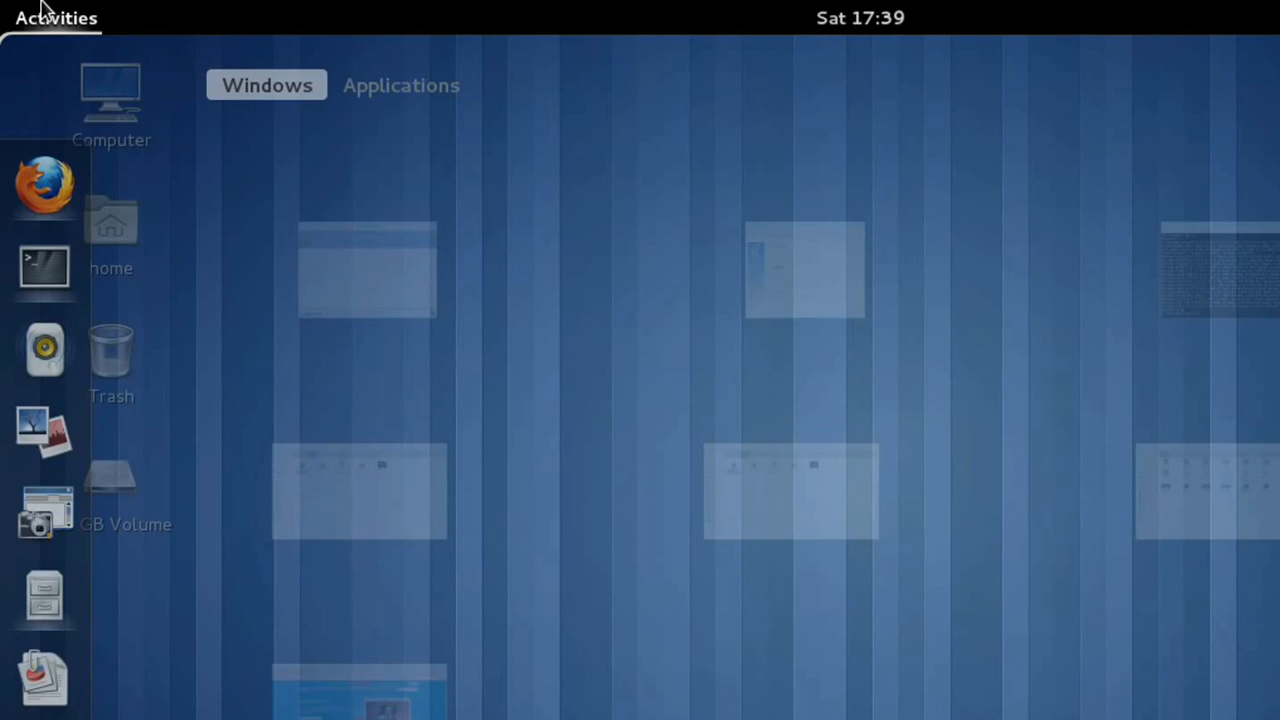 Activities
Sat 17:39
Windows
Applications
Computer
home
Trash
GB Volume